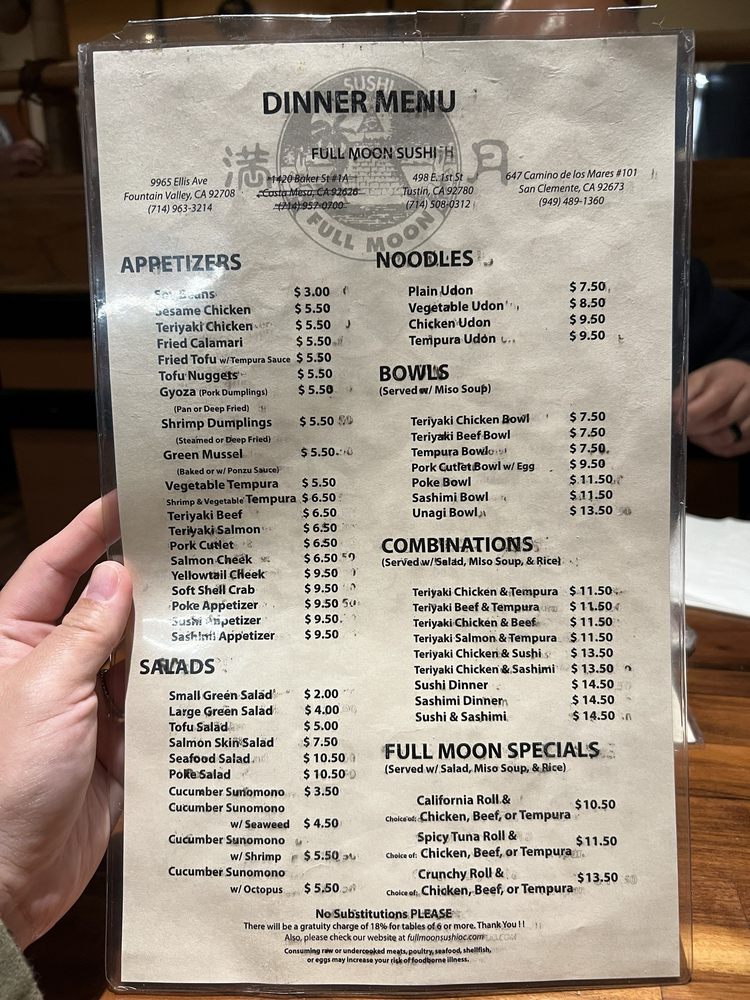 SUSHI
DINNER MENU
FULL MOON SUSHI
満 月
FULL MOON
9965 Ellis Ave
Fountain Valley, CA 92708
(714) 963-3214
1420 Baker St #1A
Costa Mesa, CA 92626
(714) 957-0700
498 E. 1st St
Tustin, CA 92780
(714) 508-0312
647 Camino de los Mares #101
San Clemente, CA 92673
(949) 489-1360
APPETIZERS
Soy Beans $ 3.00
Sesame Chicken $ 5.50
Teriyaki Chicken $ 5.50
Fried Calamari $ 5.50
Fried Tofu w/ Tempura Sauce $ 5.50
Tofu Nuggets $ 5.50
Gyoza (Pork Dumplings) $ 5.50
(Pan or Deep Fried)
Shrimp Dumplings $ 5.50
(Steamed or Deep Fried)
Green Mussel $ 5.50
(Baked or w/ Ponzu Sauce)
Vegetable Tempura $ 5.50
Shrimp & Vegetable Tempura $ 6.50
Teriyaki Beef $ 6.50
Teriyaki Salmon $ 6.50
Pork Cutlet $ 6.50
Salmon Cheek $ 6.50
Yellowtail Cheek $ 9.50
Soft Shell Crab $ 9.50
Poke Appetizer $ 9.50
Sushi Appetizer $ 9.50
Sashimi Appetizer $ 9.50
SALADS
Small Green Salad $ 2.00
Large Green Salad $ 4.00
Tofu Salad $ 5.00
Salmon Skin Salad $ 7.50
Seafood Salad $ 10.50
Poke Salad $ 10.50
Cucumber Sunomono $ 3.50
Cucumber Sunomono
w/ Seaweed $ 4.50
Cucumber Sunomono
w/ Shrimp $ 5.50
Cucumber Sunomono
w/ Octopus $ 5.50
NOODLES
Plain Udon $ 7.50
Vegetable Udon $ 8.50
Chicken Udon $ 9.50
Tempura Udon $ 9.50
BOWLS
(Served w/ Miso Soup)
Teriyaki Chicken Bowl $ 7.50
Teriyaki Beef Bowl $ 7.50
Tempura Bowl $ 7.50
Pork Cutlet Bowl w/ Egg $ 9.50
Poke Bowl $ 11.50
Sashimi Bowl $ 11.50
Unagi Bowl $ 13.50
COMBINATIONS
(Served w/ Salad, Miso Soup, & Rice)
Teriyaki Chicken & Tempura $ 11.50
Teriyaki Beef & Tempura $ 11.50
Teriyaki Chicken & Beef $ 11.50
Teriyaki Salmon & Tempura $ 11.50
Teriyaki Chicken & Sushi $ 13.50
Teriyaki Chicken & Sashimi $ 13.50
Sushi Dinner $ 14.50
Sashimi Dinner $ 14.50
Sushi & Sashimi $ 14.50
FULL MOON SPECIALS
(Served w/ Salad, Miso Soup, & Rice)
California Roll & $10.50
Choice of: Chicken, Beef, or Tempura
Spicy Tuna Roll & $11.50
Choice of: Chicken, Beef, or Tempura
Crunchy Roll & $13.50
Choice of: Chicken, Beef, or Tempura
No Substitutions PLEASE
There will be a gratuity charge of 18% for tables of 6 or more. Thank You !!
Also, please check our website at fullmoonsushioc.com
Consuming raw or undercooked meats, poultry, seafood, shellfish,
or eggs may increase your risk of foodborne illness.